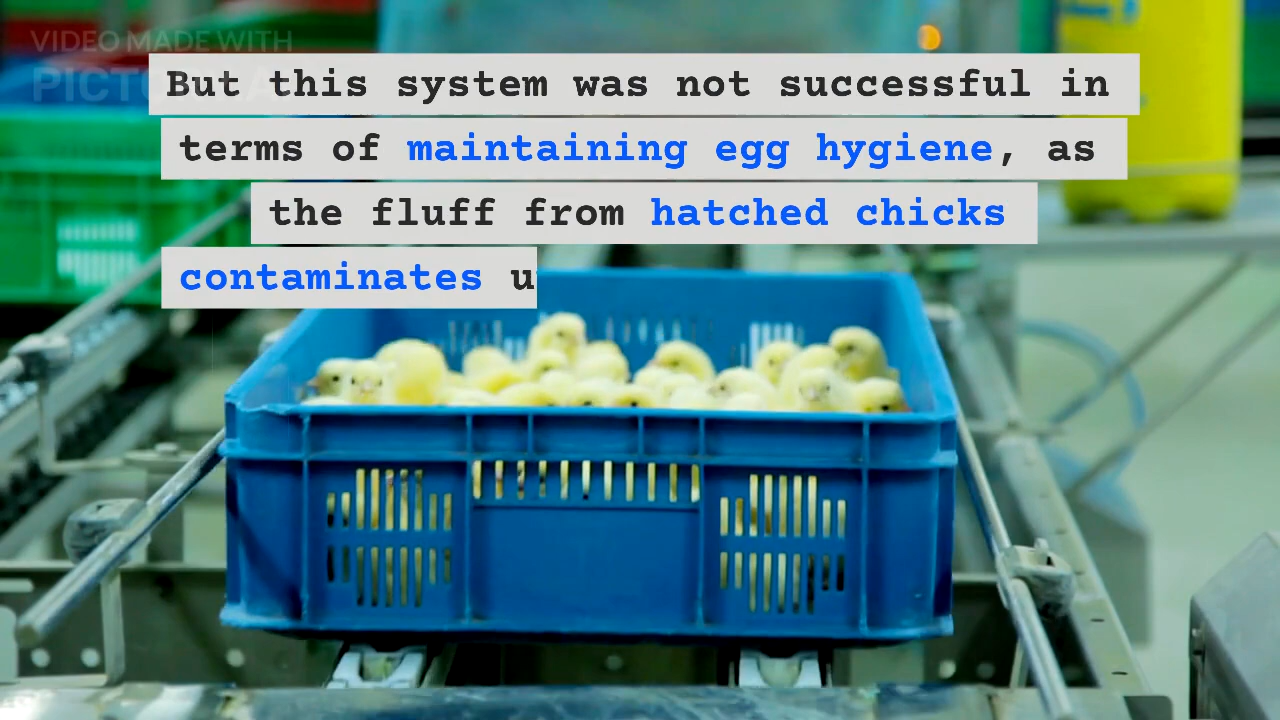 VIDEO MADE WITH
But this system was not successful in
terms of maintaining egg hygiene, as
the fluff from hatched chicks
contaminates u